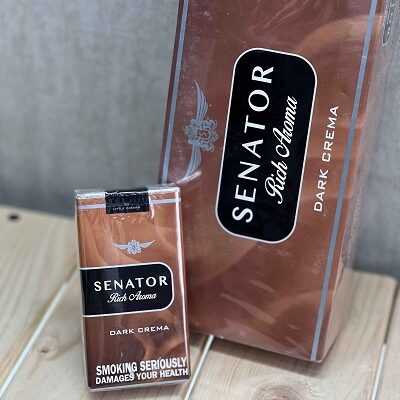 SENATOR
Rich Aroma
DARK CREMA
SENATOR
Rich Aroma
DARK CREMA
SMOKING SERIOUSLY
DAMAGES YOUR HEALTH